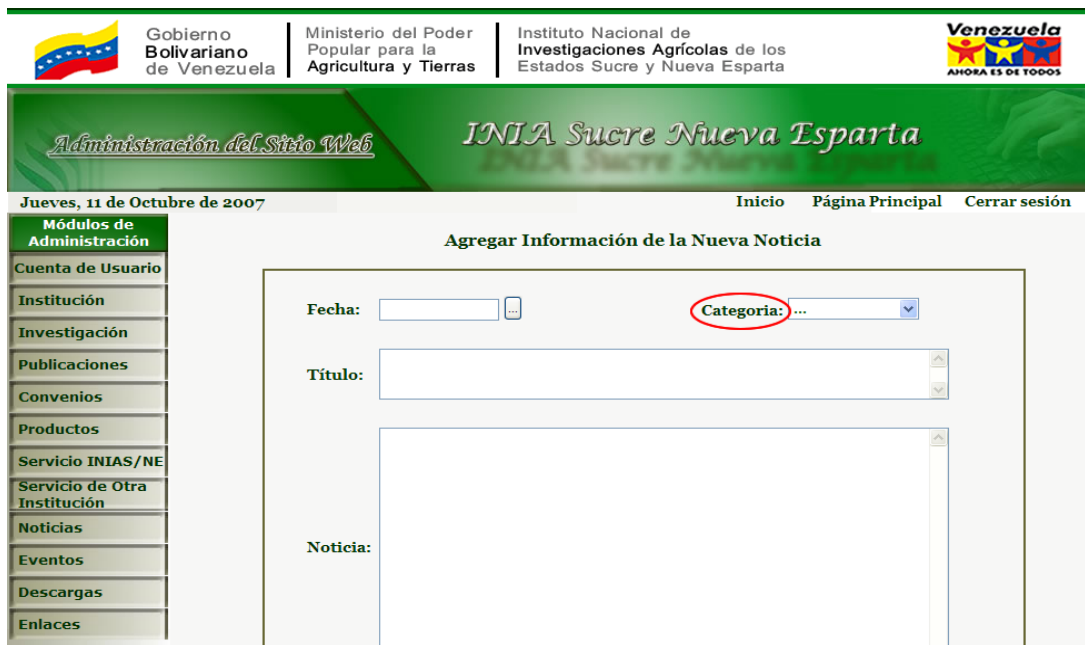 Gobierno
Bolivariano
de Venezuela
Ministerio del Poder
Popular para la
Agricultura y Tierras
Instituto Nacional de
Investigaciones Agrícolas de los
Estados Sucre y Nueva Esparta
Venezuela
AHORA ES DE TODOS
Administración del Sitio Web
INIA Sucre Nueva Esparta
Jueves, 11 de Octubre de 2007
Inicio Página Principal Cerrar sesión
Módulos de
Administración
Cuenta de Usuario
Institución
Investigación
Publicaciones
Convenios
Productos
Servicio INIAS/NE
Servicio de Otra
Institución
Noticias
Eventos
Descargas
Enlaces
Agregar Información de la Nueva Noticia
Fecha: ... Categoria: ...
Título:
Noticia: